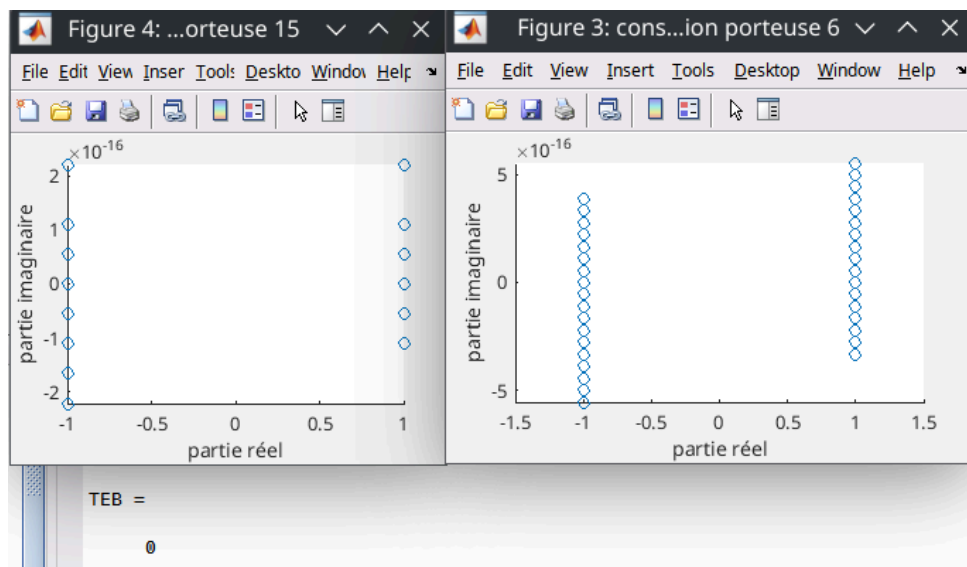 Figure 4: ...orteuse 15
File Edit View Inser Tools Deskto Window Help
×10-16
2
1
0
-1
-2
partie imaginaire
-1 -0.5 0 0.5 1
partie réel
Figure 3: cons...ion porteuse 6
File Edit View Insert Tools Desktop Window Help
×10-16
5
0
-5
partie imaginaire
-1.5 -1 -0.5 0 0.5 1 1.5
partie réel
TEB =
0